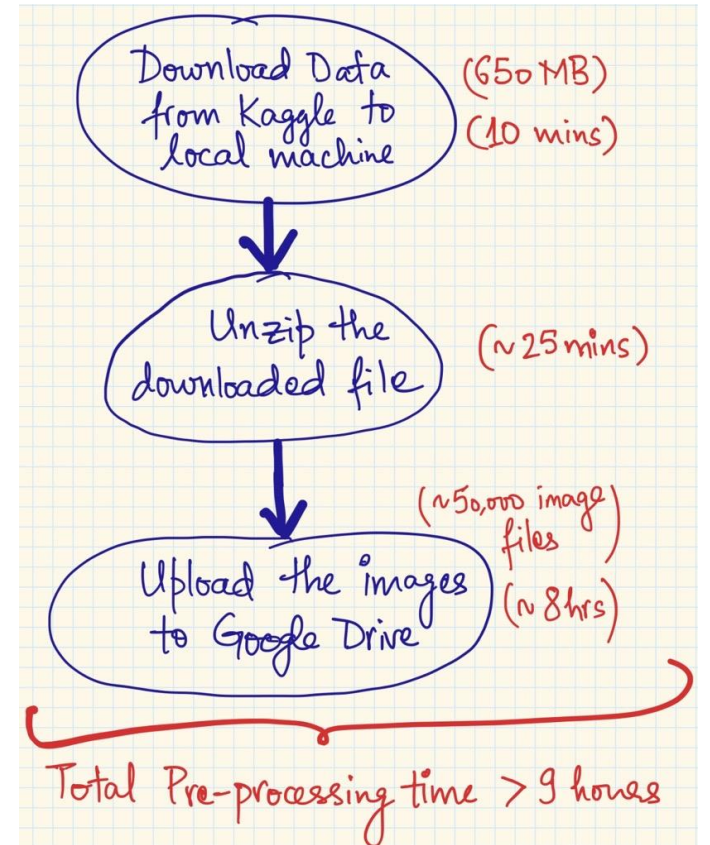 Download Data
from Kaggle to
local machine
(650 MB)
(10 mins)
Unzip the
downloaded file
(~25 mins)
(~50,000 image
files)
Upload the images
to Google Drive
(~8 hrs)
Total Pre-processing time > 9 hours